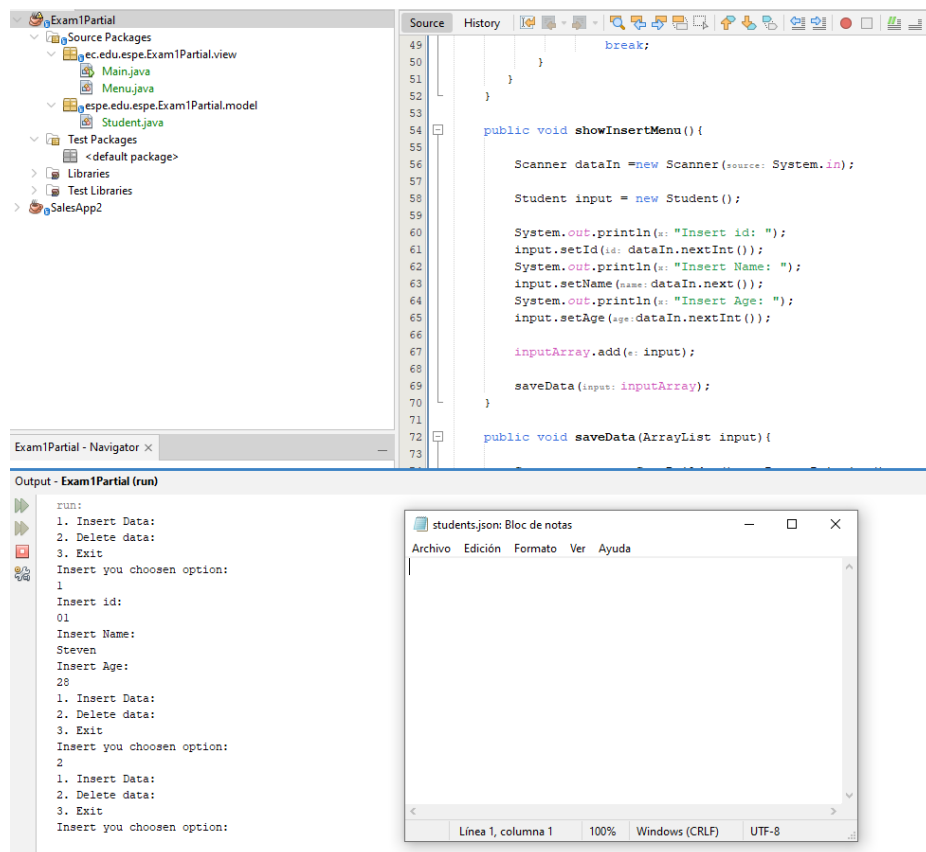 Exam1Partial
Source Packages
ec.edu.espe.Exam1Partial.view
Main.java
Menu.java
espe.edu.espe.Exam1Partial.model
Student.java
Test Packages
<default package>
Libraries
Test Libraries
SalesApp2
Exam1Partial - Navigator ×
Source History
49 break;
50 }
51 }
52 }
53
54 public void showInsertMenu(){
55
56 Scanner dataIn =new Scanner(source: System.in);
57
58 Student input = new Student();
59
60 System.out.println(x: "Insert id: ");
61 input.setId(id: dataIn.nextInt());
62 System.out.println(x: "Insert Name: ");
63 input.setName(name: dataIn.next());
64 System.out.println(x: "Insert Age: ");
65 input.setAge(age: dataIn.nextInt());
66
67 inputArray.add(e: input);
68
69 saveData(input: inputArray);
70 }
71
72 public void saveData(ArrayList input){
73
Output - Exam1Partial (run)
run:
1. Insert Data:
2. Delete data:
3. Exit
Insert you choosen option:
1
Insert id:
01
Insert Name:
Steven
Insert Age:
28
1. Insert Data:
2. Delete data:
3. Exit
Insert you choosen option:
2
1. Insert Data:
2. Delete data:
3. Exit
Insert you choosen option:
students.json: Bloc de notas
Archivo Edición Formato Ver Ayuda
Línea 1, columna 1 100% Windows (CRLF) UTF-8